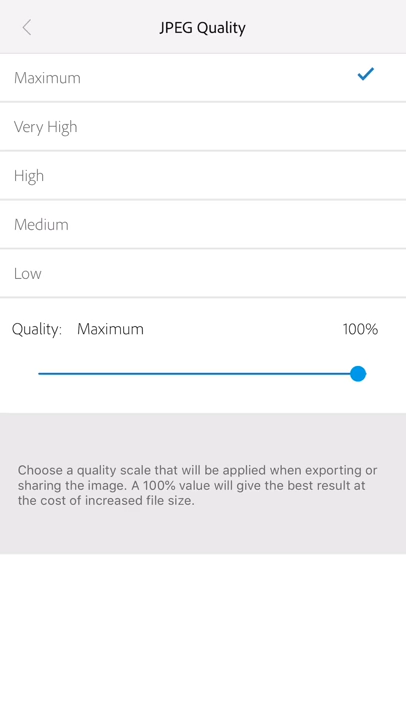 JPEG Quality
Maximum
Very High
High
Medium
Low
Quality: Maximum 100%
Choose a quality scale that will be applied when exporting or
sharing the image. A 100% value will give the best result at
the cost of increased file size.